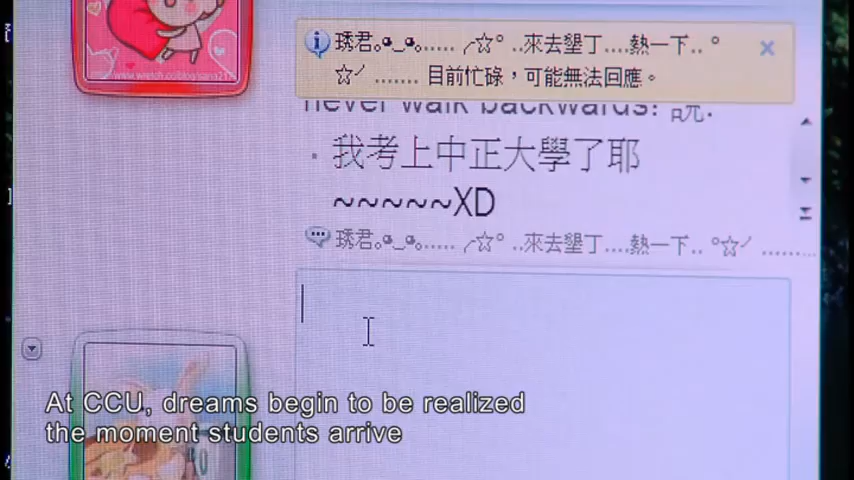 琇君｡◕‿◕｡..... ╭☆° ..來去墾丁....熱一下.. °
☆╯ ....... 目前忙碌，可能無法回應。
never walk backwards! 說:
· 我考上中正大學了耶
~~~~~XD
琇君｡◕‿◕｡..... ╭☆° ..來去墾丁....熱一下.. °☆╯ .......
At CCU, dreams begin to be realized
the moment students arrive